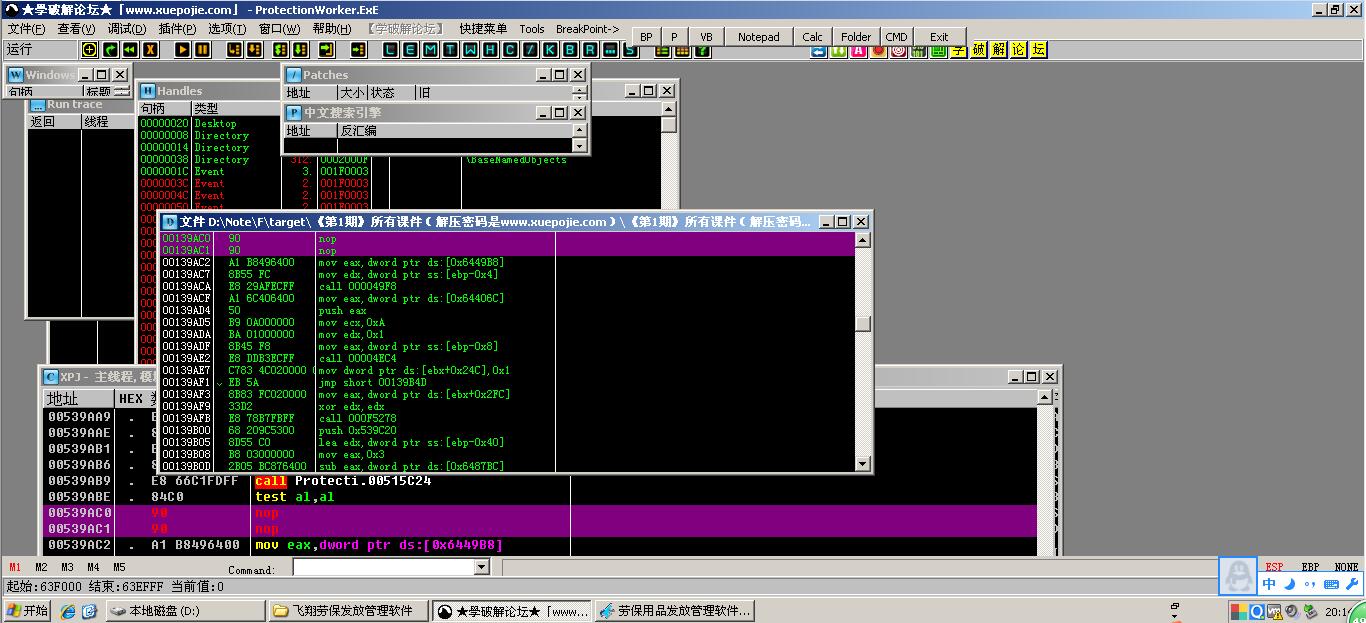 ★学破解论坛★「www.xuepojie.com」 - ProtectionWorker.ExE
文件(F) 查看(V) 调试(D) 插件(P) 选项(T) 窗口(W) 帮助(H) 【学破解论坛】 快捷菜单 Tools BreakPoint->
BP P VB Notepad Calc Folder CMD Exit
运行
L E M T W H C / K B R ... S
破 解 论 坛
Windows
句柄 标题
Run trace
返回 线程
Handles
句柄 类型
00000020 Desktop
00000008 Directory
00000014 Directory
00000038 Directory 312. 0002000F \BaseNamedObjects
0000001C Event 3. 001F0003
0000003C Event 2. 001F0003
0000004C Event 2. 001F0003
00000050 Event 2. 001F0003
Patches
地址 大小 状态 旧
中文搜索引擎
地址 反汇编
文件 D:\Note\F\target\《第1期》所有课件（解压密码是www.xuepojie.com）\《第1期》所有课件（解压密码...
00139AC0 90 nop
00139AC1 90 nop
00139AC2 A1 B8496400 mov eax,dword ptr ds:[0x6449B8]
00139AC7 8B55 FC mov edx,dword ptr ss:[ebp-0x4]
00139ACA E8 29AFECFF call 000049F8
00139ACF A1 6C406400 mov eax,dword ptr ds:[0x64406C]
00139AD4 50 push eax
00139AD5 B9 0A000000 mov ecx,0xA
00139ADA BA 01000000 mov edx,0x1
00139ADF 8B45 F8 mov eax,dword ptr ss:[ebp-0x8]
00139AE2 E8 DDB3ECFF call 00004EC4
00139AE7 C783 4C020000 mov dword ptr ds:[ebx+0x24C],0x1
00139AF1 EB 5A jmp short 00139B4D
00139AF3 8B83 FC020000 mov eax,dword ptr ds:[ebx+0x2FC]
00139AF9 33D2 xor edx,edx
00139AFB E8 78B7FBFF call 000F5278
00139B00 68 209C5300 push 0x539C20
00139B05 8D55 C0 lea edx,dword ptr ss:[ebp-0x40]
00139B08 B8 03000000 mov eax,0x3
00139B0D 2B05 BC876400 sub eax,dword ptr ds:[0x6487BC]
XPJ - 主线程,模
地址 HEX
00539AA9 .
00539AAE .
00539AB1 .
00539AB6 .
00539AB9 . E8 66C1FDFF call Protecti.00515C24
00539ABE . 84C0 test al,al
00539AC0 90 nop
00539AC1 90 nop
00539AC2 . A1 B8496400 mov eax,dword ptr ds:[0x6449B8]
M1 M2 M3 M4 M5 Command: ESP EBP NONE
起始:63F000 结束:63EFFF 当前值:0
中
开始 本地磁盘 (D:) 飞翔劳保发放管理软件 ★学破解论坛★「www... 劳保用品发放管理软件... 20:14